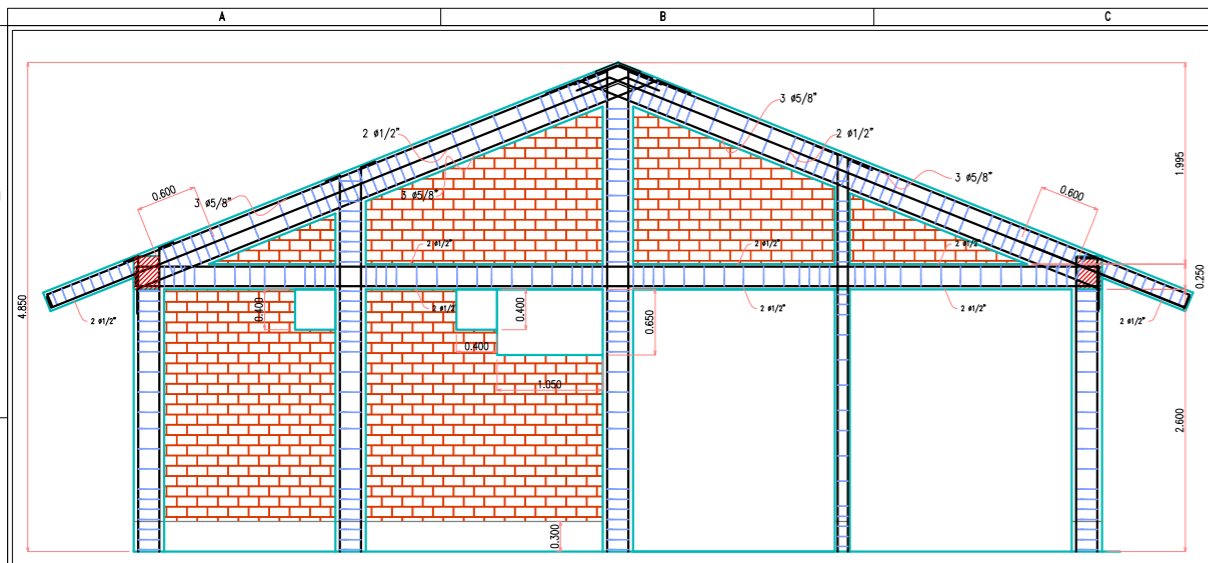 A B C
3 ø5/8"
2 ø1/2" 2 ø1/2"
1.995
3 ø5/8"
0.600 3 ø5/8" 3 ø5/8" 0.600
2 ø1/2" 2 ø1/2" 2 ø1/2"
0.250
4.850
2 ø1/2" 0.400 2 ø1/2" 0.400 0.650 2 ø1/2" 2 ø1/2" 2 ø1/2"
0.400
1.050
2.600
0.300